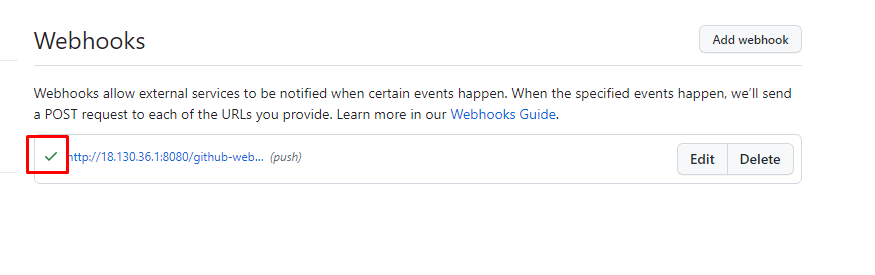 Webhooks
Add webhook
Webhooks allow external services to be notified when certain events happen. When the specified events happen, we'll send
a POST request to each of the URLs you provide. Learn more in our Webhooks Guide.
http://18.130.36.1:8080/github-web... (push)
Edit
Delete